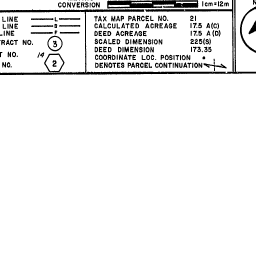 CONVERSION 1cm=12m
LINE L
LINE D
LINE F
TRACT NO. 3
T NO. 14
NO. 2
TAX MAP PARCEL NO. 21
CALCULATED ACREAGE 17.5 A(C)
DEED ACREAGE 17.5 A(D)
SCALED DIMENSION 225(S)
DEED DIMENSION 173.35
COORDINATE LOC. POSITION
DENOTES PARCEL CONTINUATION